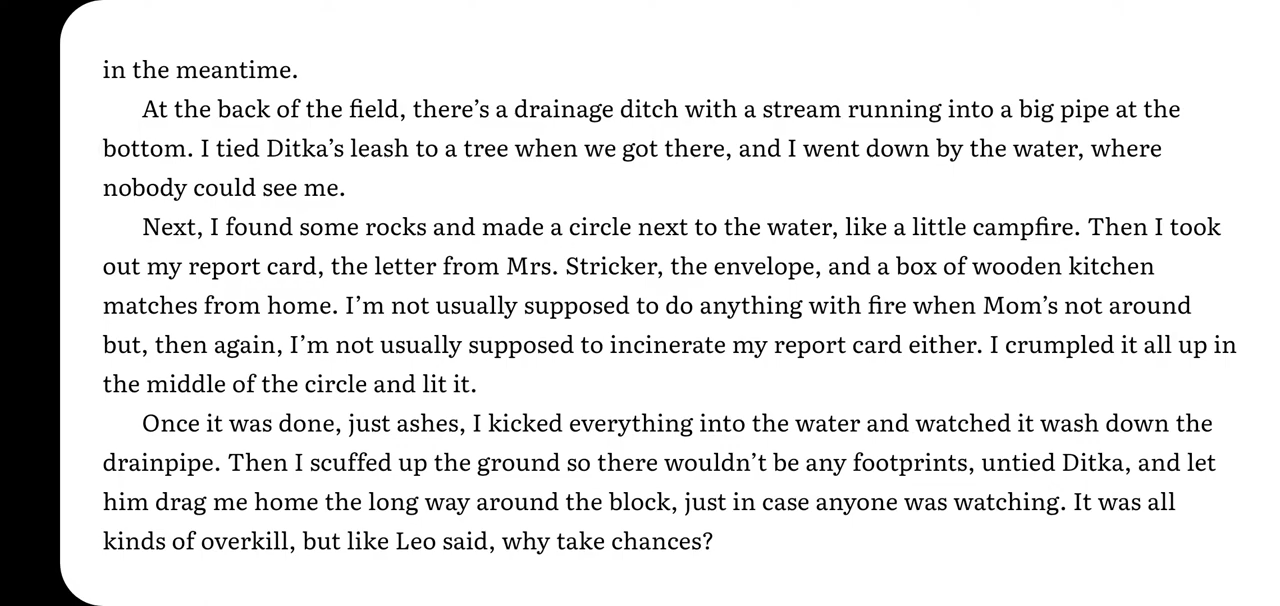 in the meantime.
At the back of the field, there’s a drainage ditch with a stream running into a big pipe at the
bottom. I tied Ditka’s leash to a tree when we got there, and I went down by the water, where
nobody could see me.
Next, I found some rocks and made a circle next to the water, like a little campfire. Then I took
out my report card, the letter from Mrs. Stricker, the envelope, and a box of wooden kitchen
matches from home. I’m not usually supposed to do anything with fire when Mom’s not around
but, then again, I’m not usually supposed to incinerate my report card either. I crumpled it all up in
the middle of the circle and lit it.
Once it was done, just ashes, I kicked everything into the water and watched it wash down the
drainpipe. Then I scuffed up the ground so there wouldn’t be any footprints, untied Ditka, and let
him drag me home the long way around the block, just in case anyone was watching. It was all
kinds of overkill, but like Leo said, why take chances?